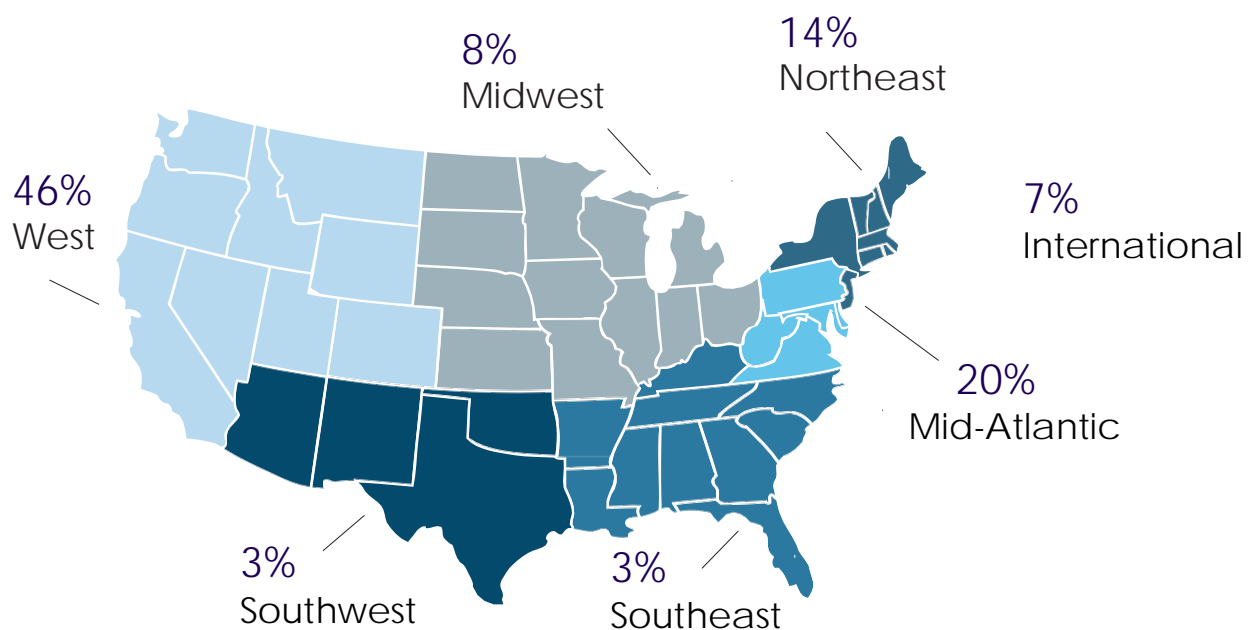 14%
Northeast
8%
Midwest
46%
West
7%
International
20%
Mid-Atlantic
3%
Southwest
3%
Southeast